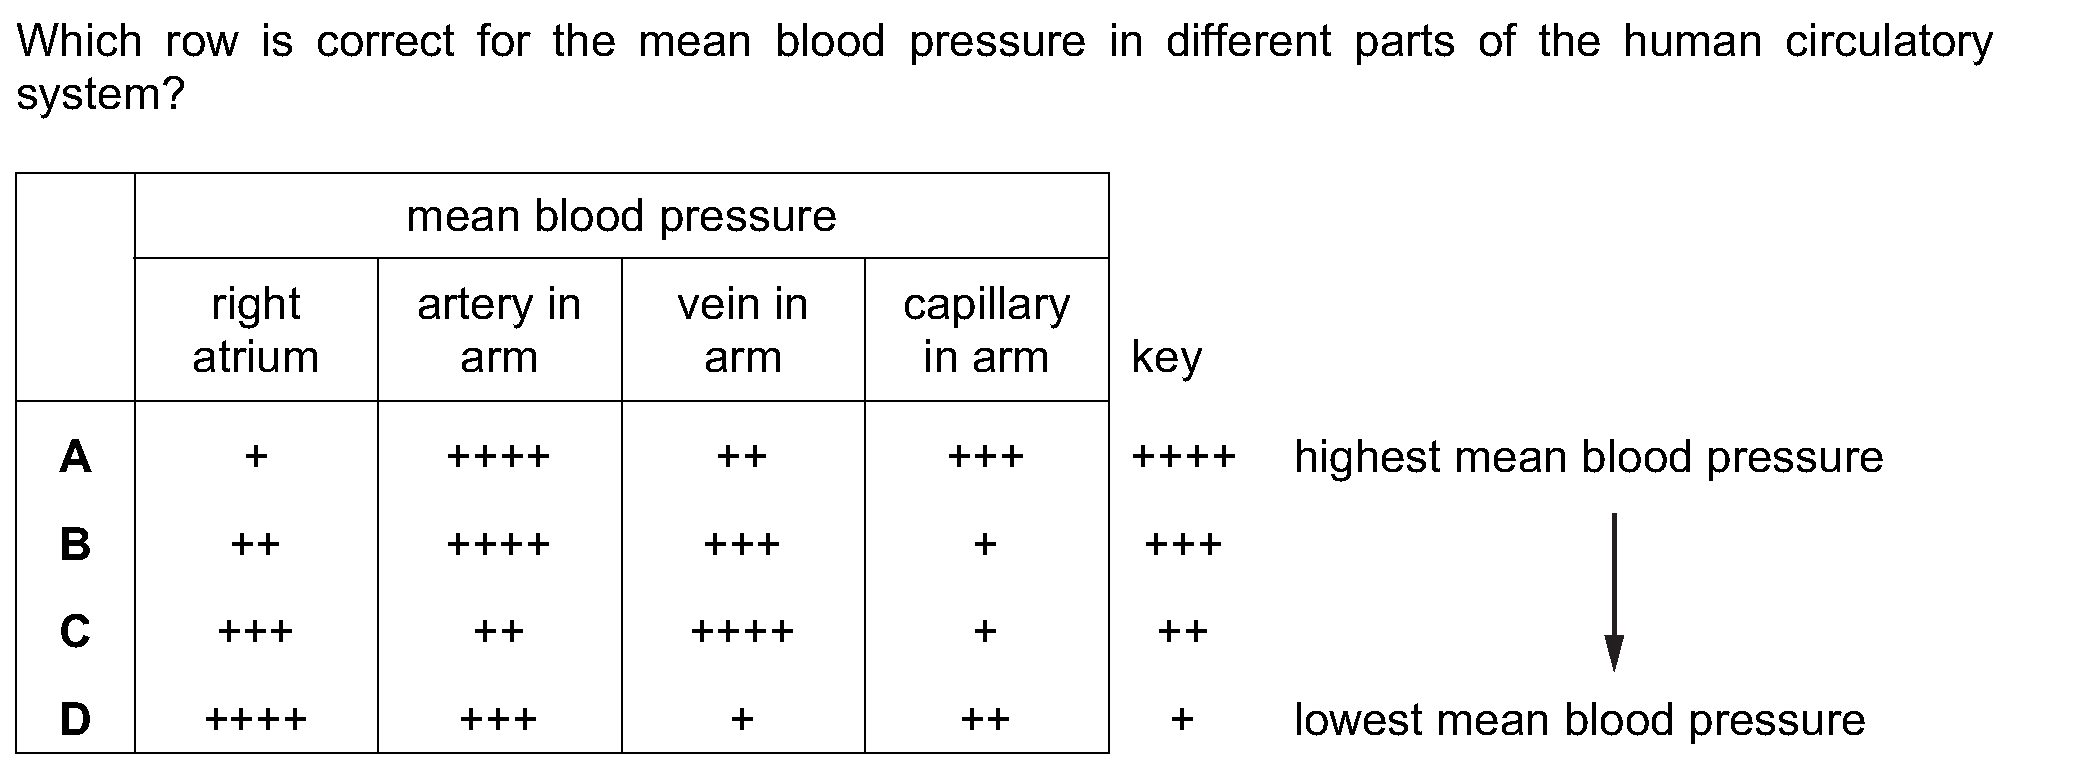 Which row is correct for the mean blood pressure in different parts of the human circulatory
system?
mean blood pressure
right atrium artery in arm vein in arm capillary in arm key
A + ++++ ++ +++ ++++ highest mean blood pressure
B ++ ++++ +++ + +++
C +++ ++ ++++ + ++
D ++++ +++ + ++ + lowest mean blood pressure